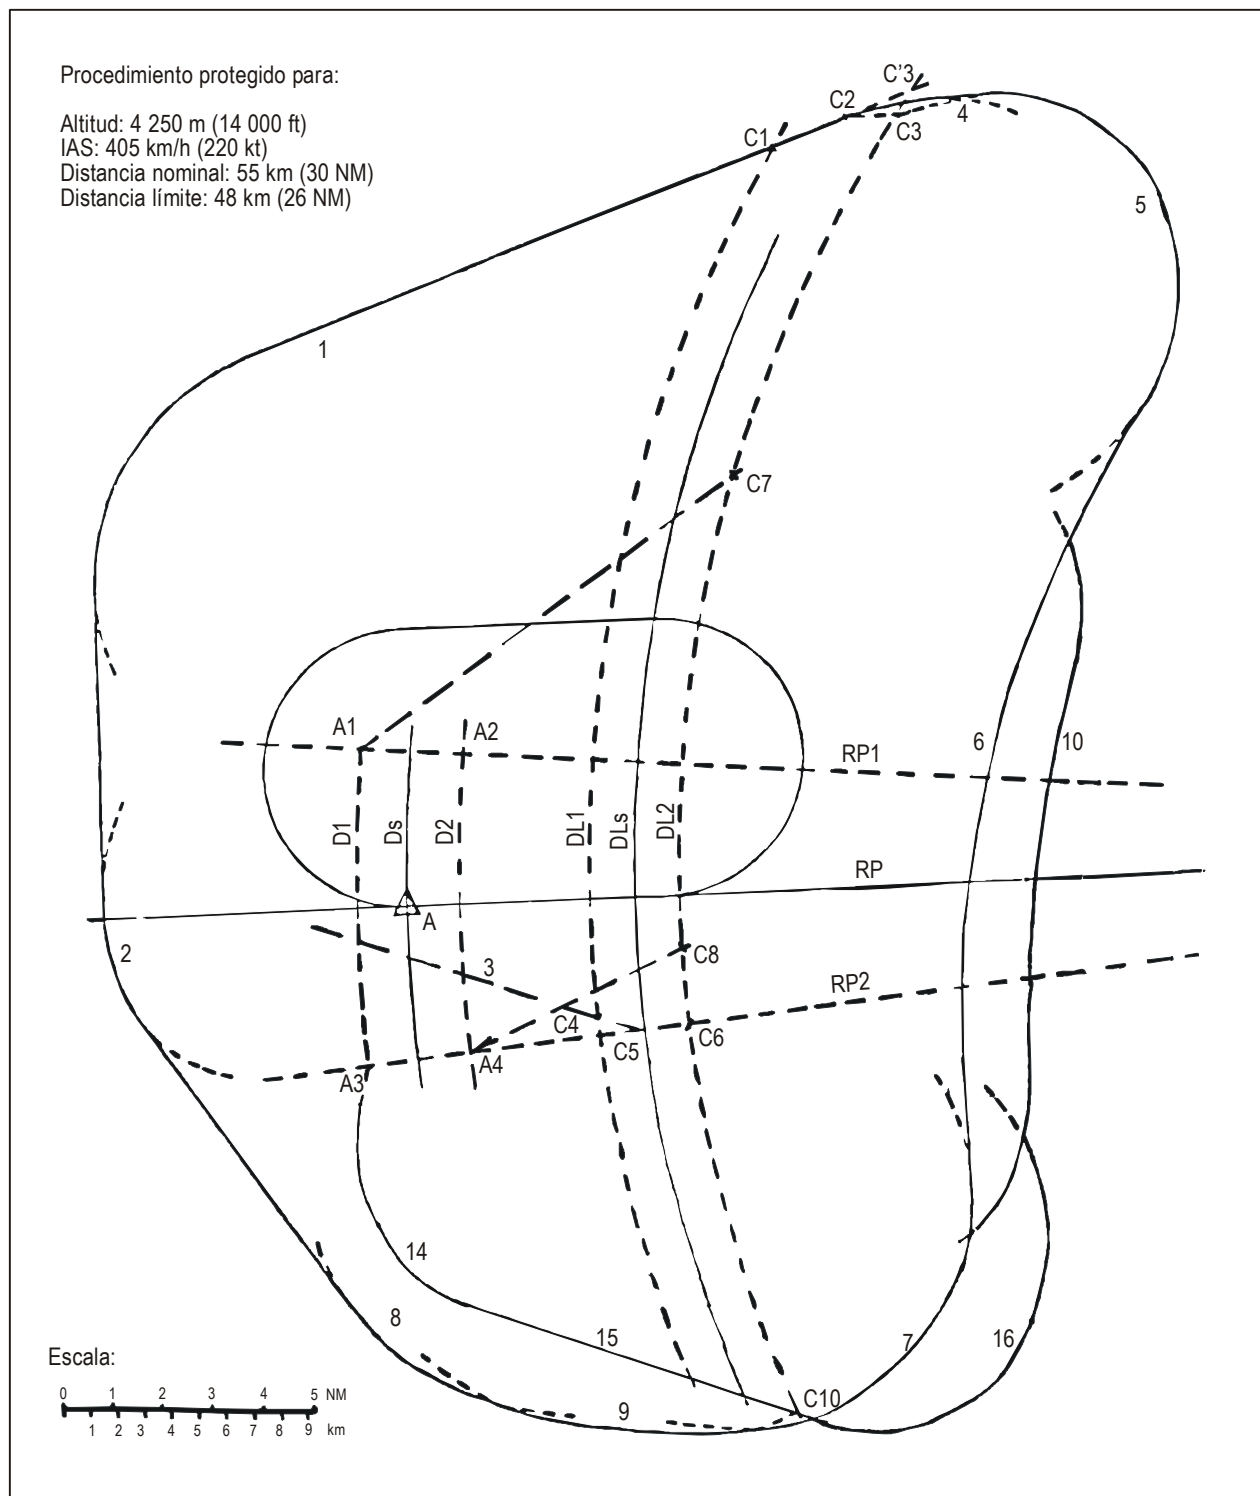 Procedimiento protegido para:
Altitud: 4 250 m (14 000 ft)
IAS: 405 km/h (220 kt)
Distancia nominal: 55 km (30 NM)
Distancia límite: 48 km (26 NM)
C'3
C2
C3
4
C1
5
1
C7
A1
A2
RP1
6
10
D1
Ds
D2
DL1
DLs
DL2
RP
A
2
3
C8
RP2
C4
C5
C6
A3
A4
14
8
15
7
16
9
C10
Escala:
0 1 2 3 4 5 NM
1 2 3 4 5 6 7 8 9 km